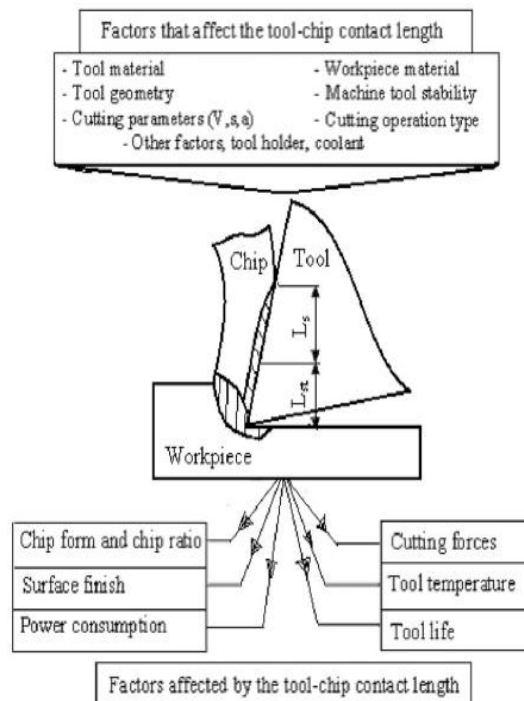 Factors that affect the tool-chip contact length
- Tool material
- Workpiece material
- Tool geometry
- Machine tool stability
- Cutting parameters (V,s,a)
- Cutting operation type
- Other factors, tool holder, coolant
Chip
Tool
Ls
Lst
Workpiece
Chip form and chip ratio
Cutting forces
Surface finish
Tool temperature
Power consumption
Tool life
Factors affected by the tool-chip contact length